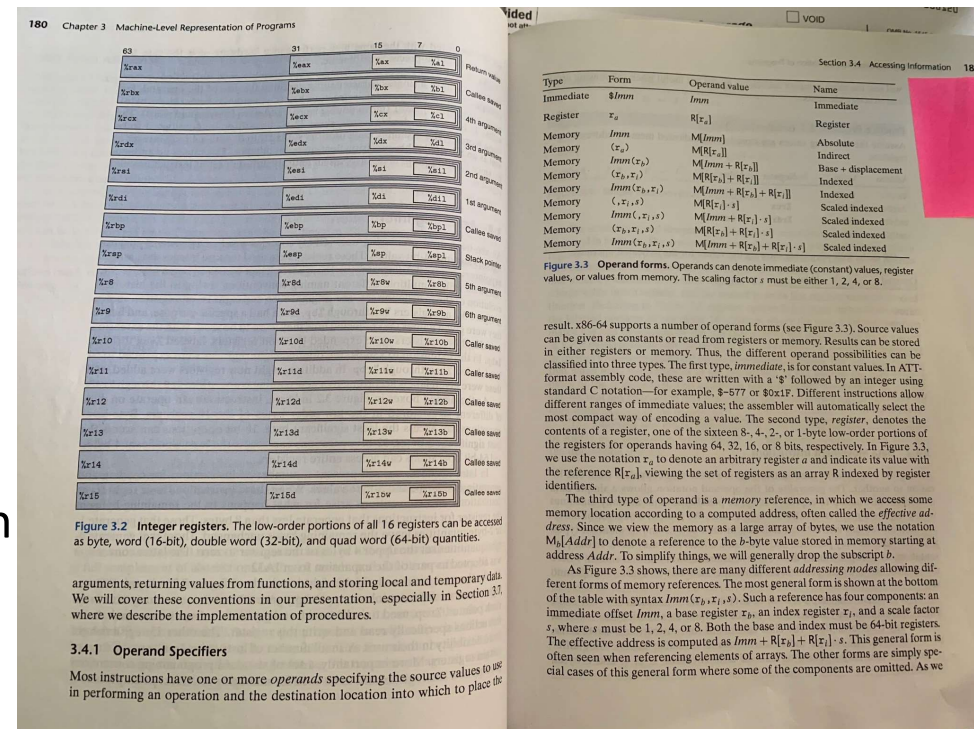 180 Chapter 3 Machine-Level Representation of Programs
63 31 15 7 0
%rax %eax %ax %al Return value
%rbx %ebx %bx %bl Callee saved
%rcx %ecx %cx %cl 4th argument
%rdx %edx %dx %dl 3rd argument
%rsi %esi %si %sil 2nd argument
%rdi %edi %di %dil 1st argument
%rbp %ebp %bp %bpl Callee saved
%rsp %esp %sp %spl Stack pointer
%r8 %r8d %r8w %r8b 5th argument
%r9 %r9d %r9w %r9b 6th argument
%r10 %r10d %r10w %r10b Caller saved
%r11 %r11d %r11w %r11b Caller saved
%r12 %r12d %r12w %r12b Callee saved
%r13 %r13d %r13w %r13b Callee saved
%r14 %r14d %r14w %r14b Callee saved
%r15 %r15d %r15w %r15b Callee saved
Figure 3.2 Integer registers. The low-order portions of all 16 registers can be accessed
as byte, word (16-bit), double word (32-bit), and quad word (64-bit) quantities.
arguments, returning values from functions, and storing local and temporary data.
We will cover these conventions in our presentation, especially in Section 3.7,
where we describe the implementation of procedures.
3.4.1 Operand Specifiers
Most instructions have one or more operands specifying the source values to use
in performing an operation and the destination location into which to place the
VOID
Section 3.4 Accessing Information 18
Type Form Operand value Name
Immediate $Imm Imm Immediate
Register ra R[ra] Register
Memory Imm M[Imm] Absolute
Memory (ra) M[R[ra]] Indirect
Memory Imm(rb) M[Imm + R[rb]] Base + displacement
Memory (rb,ri) M[R[rb] + R[ri]] Indexed
Memory Imm(rb,ri) M[Imm + R[rb] + R[ri]] Indexed
Memory (,ri,s) M[R[ri] · s] Scaled indexed
Memory Imm(,ri,s) M[Imm + R[ri] · s] Scaled indexed
Memory (rb,ri,s) M[R[rb] + R[ri] · s] Scaled indexed
Memory Imm(rb,ri,s) M[Imm + R[rb] + R[ri] · s] Scaled indexed
Figure 3.3 Operand forms. Operands can denote immediate (constant) values, register
values, or values from memory. The scaling factor s must be either 1, 2, 4, or 8.
result. x86-64 supports a number of operand forms (see Figure 3.3). Source values
can be given as constants or read from registers or memory. Results can be stored
in either registers or memory. Thus, the different operand possibilities can be
classified into three types. The first type, immediate, is for constant values. In ATT-
format assembly code, these are written with a ‘$’ followed by an integer using
standard C notation—for example, $-577 or $0x1F. Different instructions allow
different ranges of immediate values; the assembler will automatically select the
most compact way of encoding a value. The second type, register, denotes the
contents of a register, one of the sixteen 8-, 4-, 2-, or 1-byte low-order portions of
the registers for operands having 64, 32, 16, or 8 bits, respectively. In Figure 3.3,
we use the notation ra to denote an arbitrary register a and indicate its value with
the reference R[ra], viewing the set of registers as an array R indexed by register
identifiers.
The third type of operand is a memory reference, in which we access some
memory location according to a computed address, often called the effective ad-
dress. Since we view the memory as a large array of bytes, we use the notation
Mb[Addr] to denote a reference to the b-byte value stored in memory starting at
address Addr. To simplify things, we will generally drop the subscript b.
As Figure 3.3 shows, there are many different addressing modes allowing dif-
ferent forms of memory references. The most general form is shown at the bottom
of the table with syntax Imm(rb,ri,s). Such a reference has four components: an
immediate offset Imm, a base register rb, an index register ri, and a scale factor
s, where s must be 1, 2, 4, or 8. Both the base and index must be 64-bit registers.
The effective address is computed as Imm + R[rb] + R[ri] · s. This general form is
often seen when referencing elements of arrays. The other forms are simply spe-
cial cases of this general form where some of the components are omitted. As we